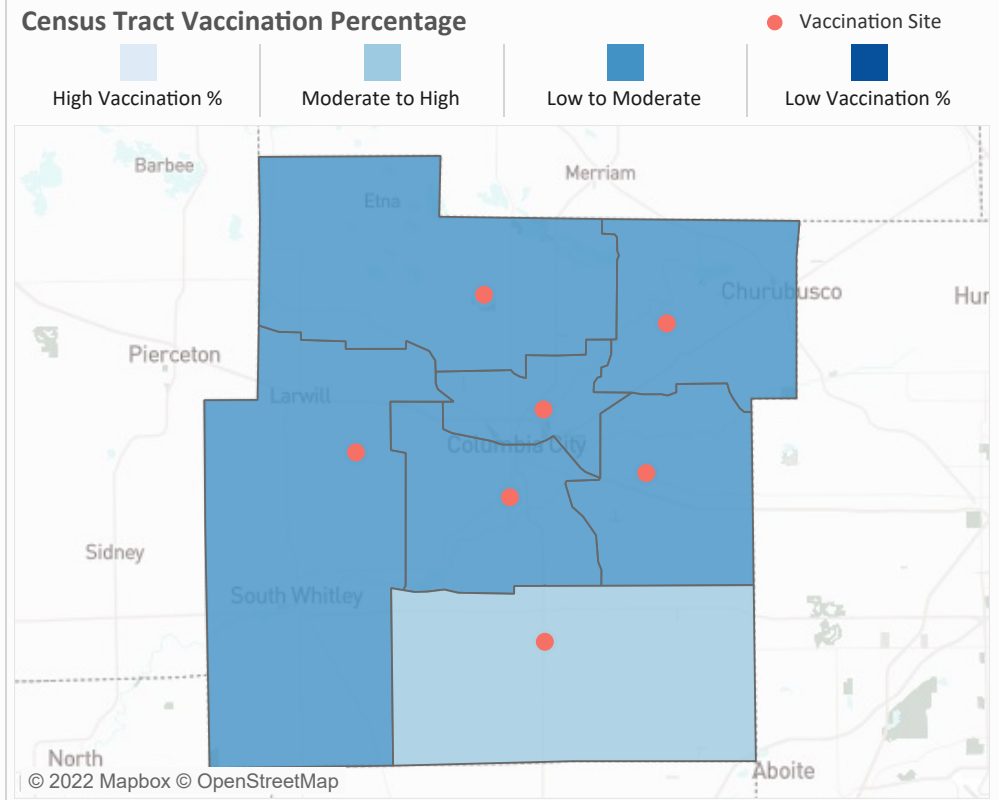 Census Tract Vaccination Percentage
Vaccination Site
High Vaccination %
Moderate to High
Low to Moderate
Low Vaccination %
Barbee
Merriam
Etna
Churubusco
Hur
Pierceton
Larwill
Columbia City
Sidney
South Whitley
North
Aboite
© 2022 Mapbox © OpenStreetMap